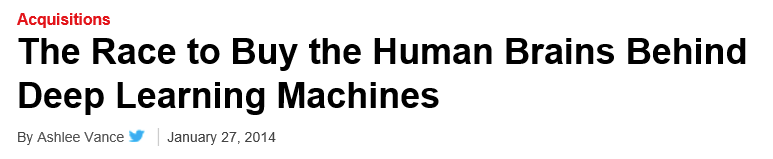 Acquisitions
The Race to Buy the Human Brains Behind
Deep Learning Machines
By Ashlee Vance January 27, 2014